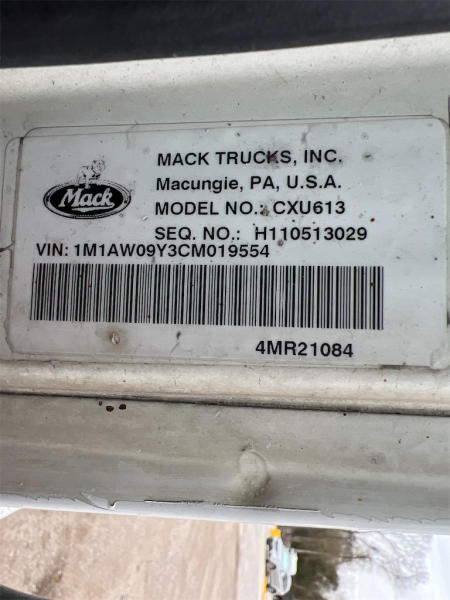 Mack
MACK TRUCKS, INC.
Macungie, PA, U.S.A.
MODEL NO.: CXU613
SEQ. NO.: H110513029
VIN: 1M1AW09Y3CM019554
4MR21084